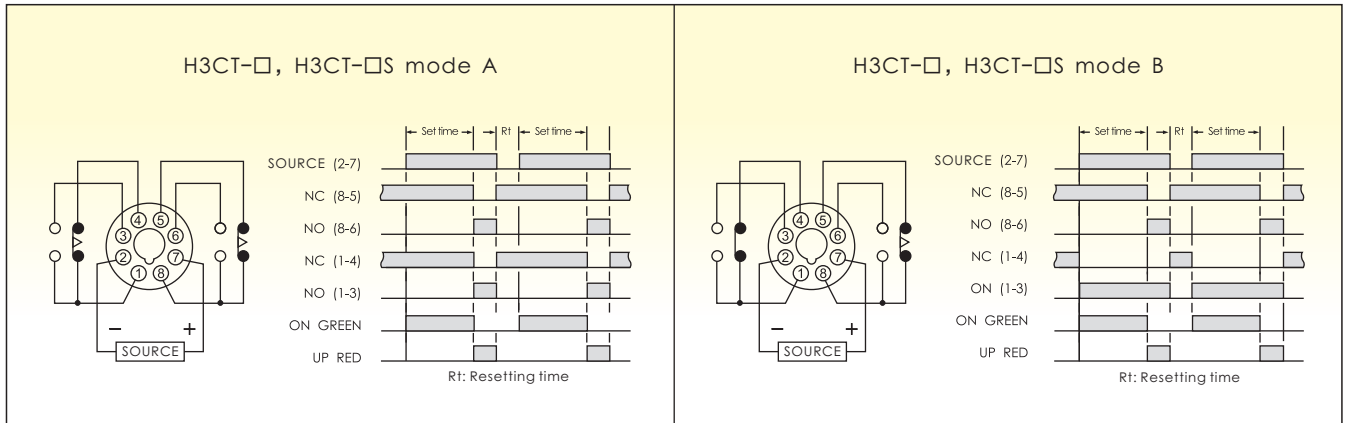 H3CT-□, H3CT-□S mode A
Set time Rt Set time
SOURCE (2-7)
NC (8-5)
NO (8-6)
NC (1-4)
NO (1-3)
ON GREEN
UP RED
Rt: Resetting time
4 5
3 6
2 7
1 8
− +
SOURCE
H3CT-□, H3CT-□S mode B
Set time Rt Set time
SOURCE (2-7)
NC (8-5)
NO (8-6)
NC (1-4)
ON (1-3)
ON GREEN
UP RED
Rt: Resetting time
4 5
3 6
2 7
1 8
− +
SOURCE